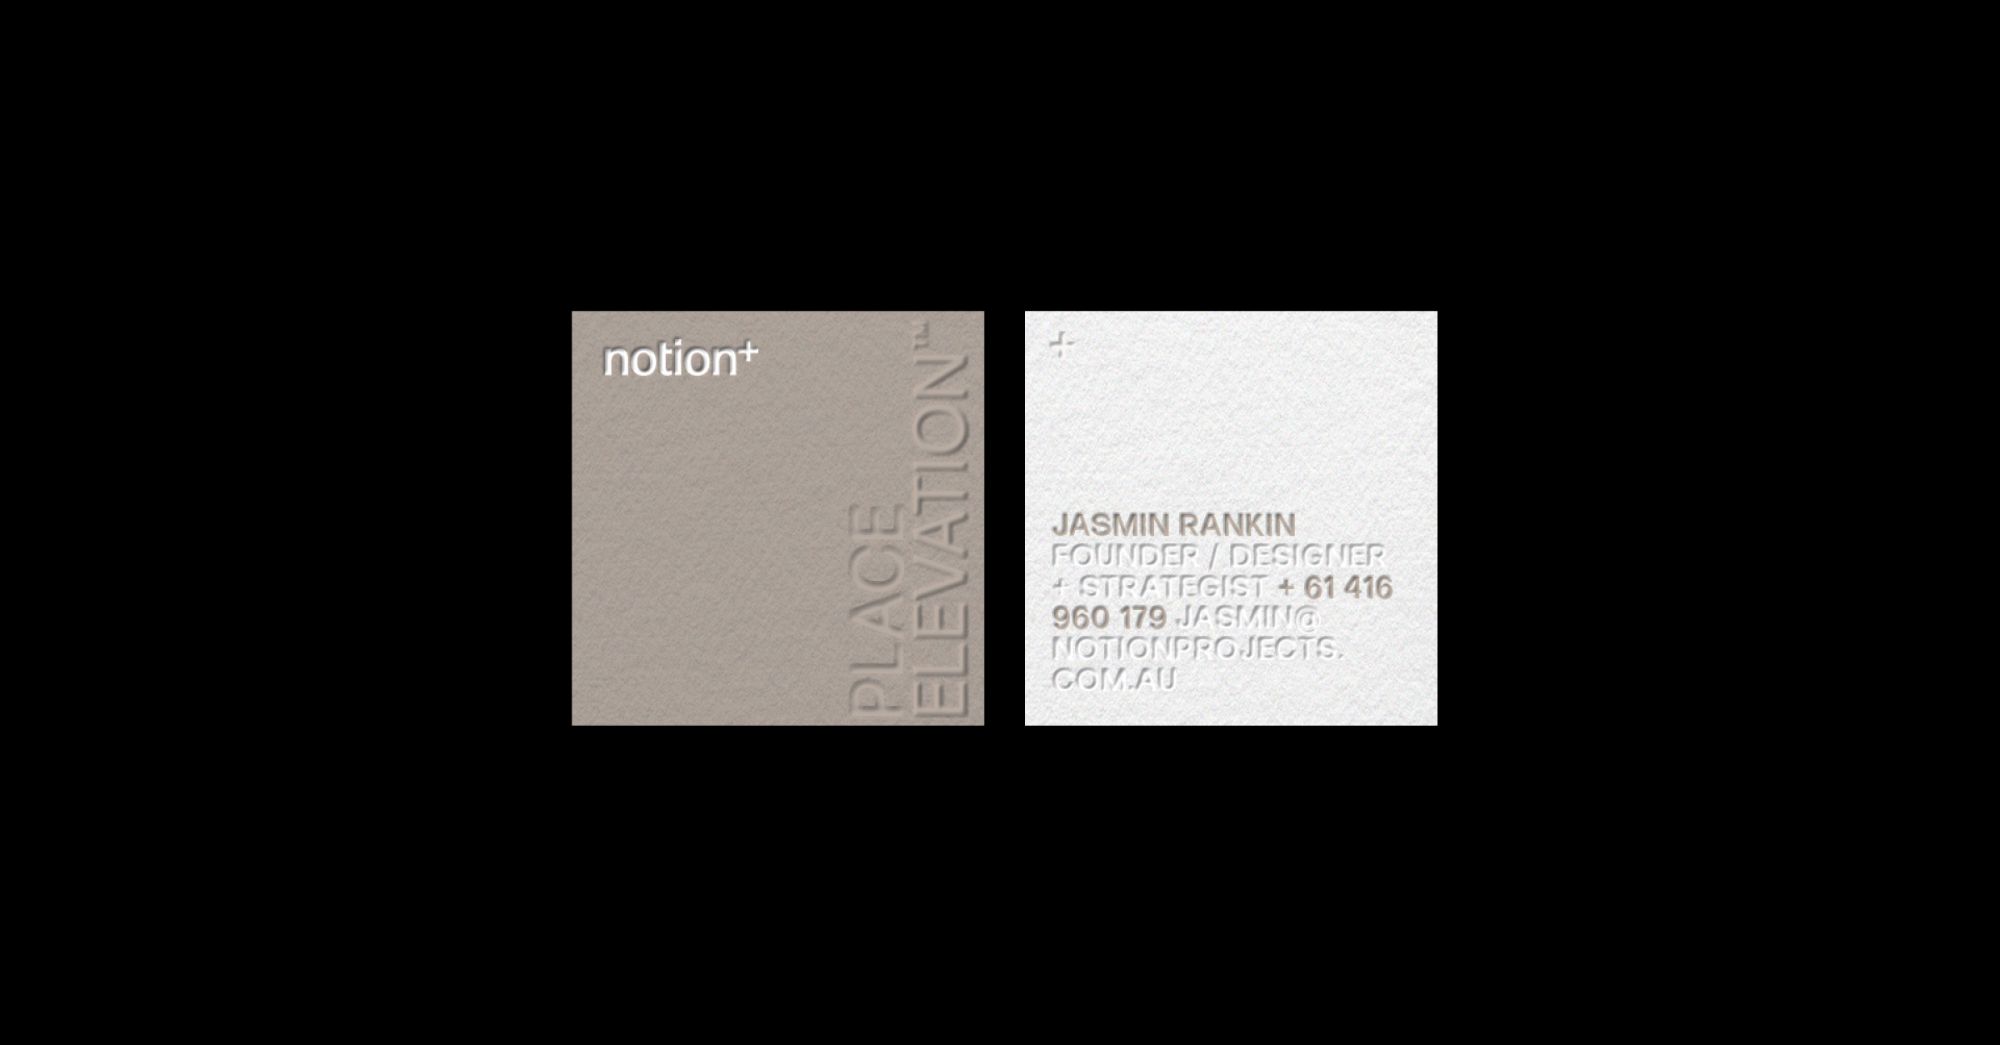 notion+
PLACE
ELEVATION™
+
JASMIN RANKIN
FOUNDER / DESIGNER
+ STRATEGIST + 61 416
960 179 JASMIN@
NOTIONPROJECTS.
COM.AU